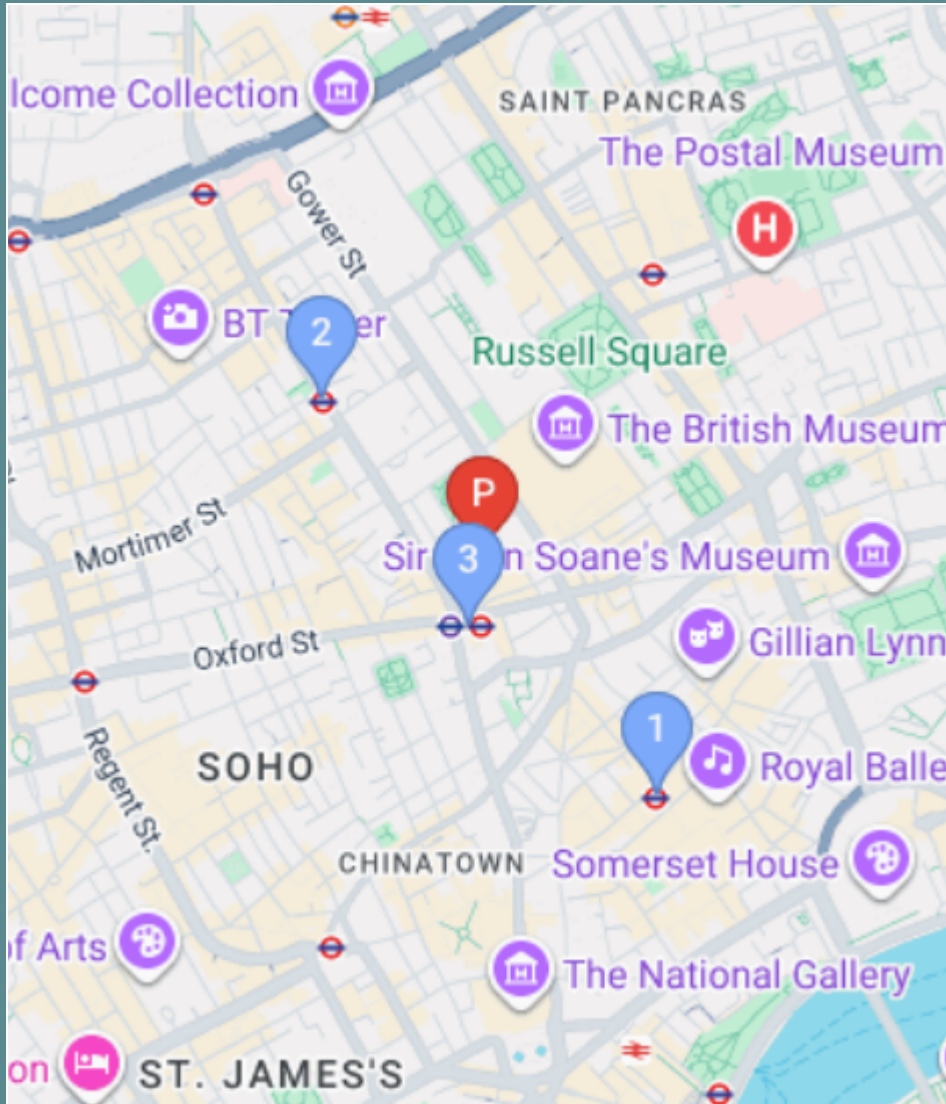 lcome Collection
SAINT PANCRAS
The Postal Museum
Gower St
H
BT T er
2
Russell Square
The British Museum
P
Mortimer St
Sir n Soane's Museum
3
Oxford St
Gillian Lynn
1
Regent St.
SOHO
Royal Balle
CHINATOWN
Somerset House
of Arts
The National Gallery
on
ST. JAMES'S